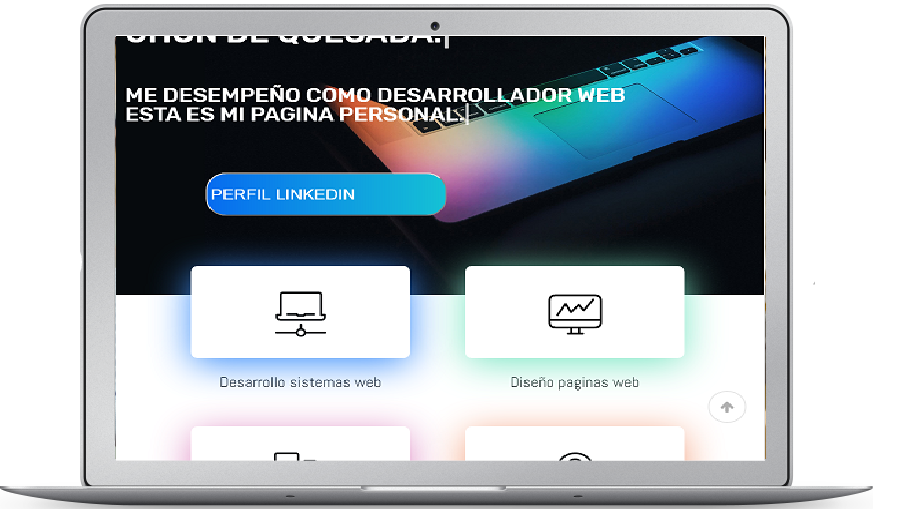 DE QUESADA.
ME DESEMPEÑO COMO DESARROLLADOR WEB
ESTA ES MI PAGINA PERSONAL.
PERFIL LINKEDIN
Desarrollo sistemas web
Diseño paginas web